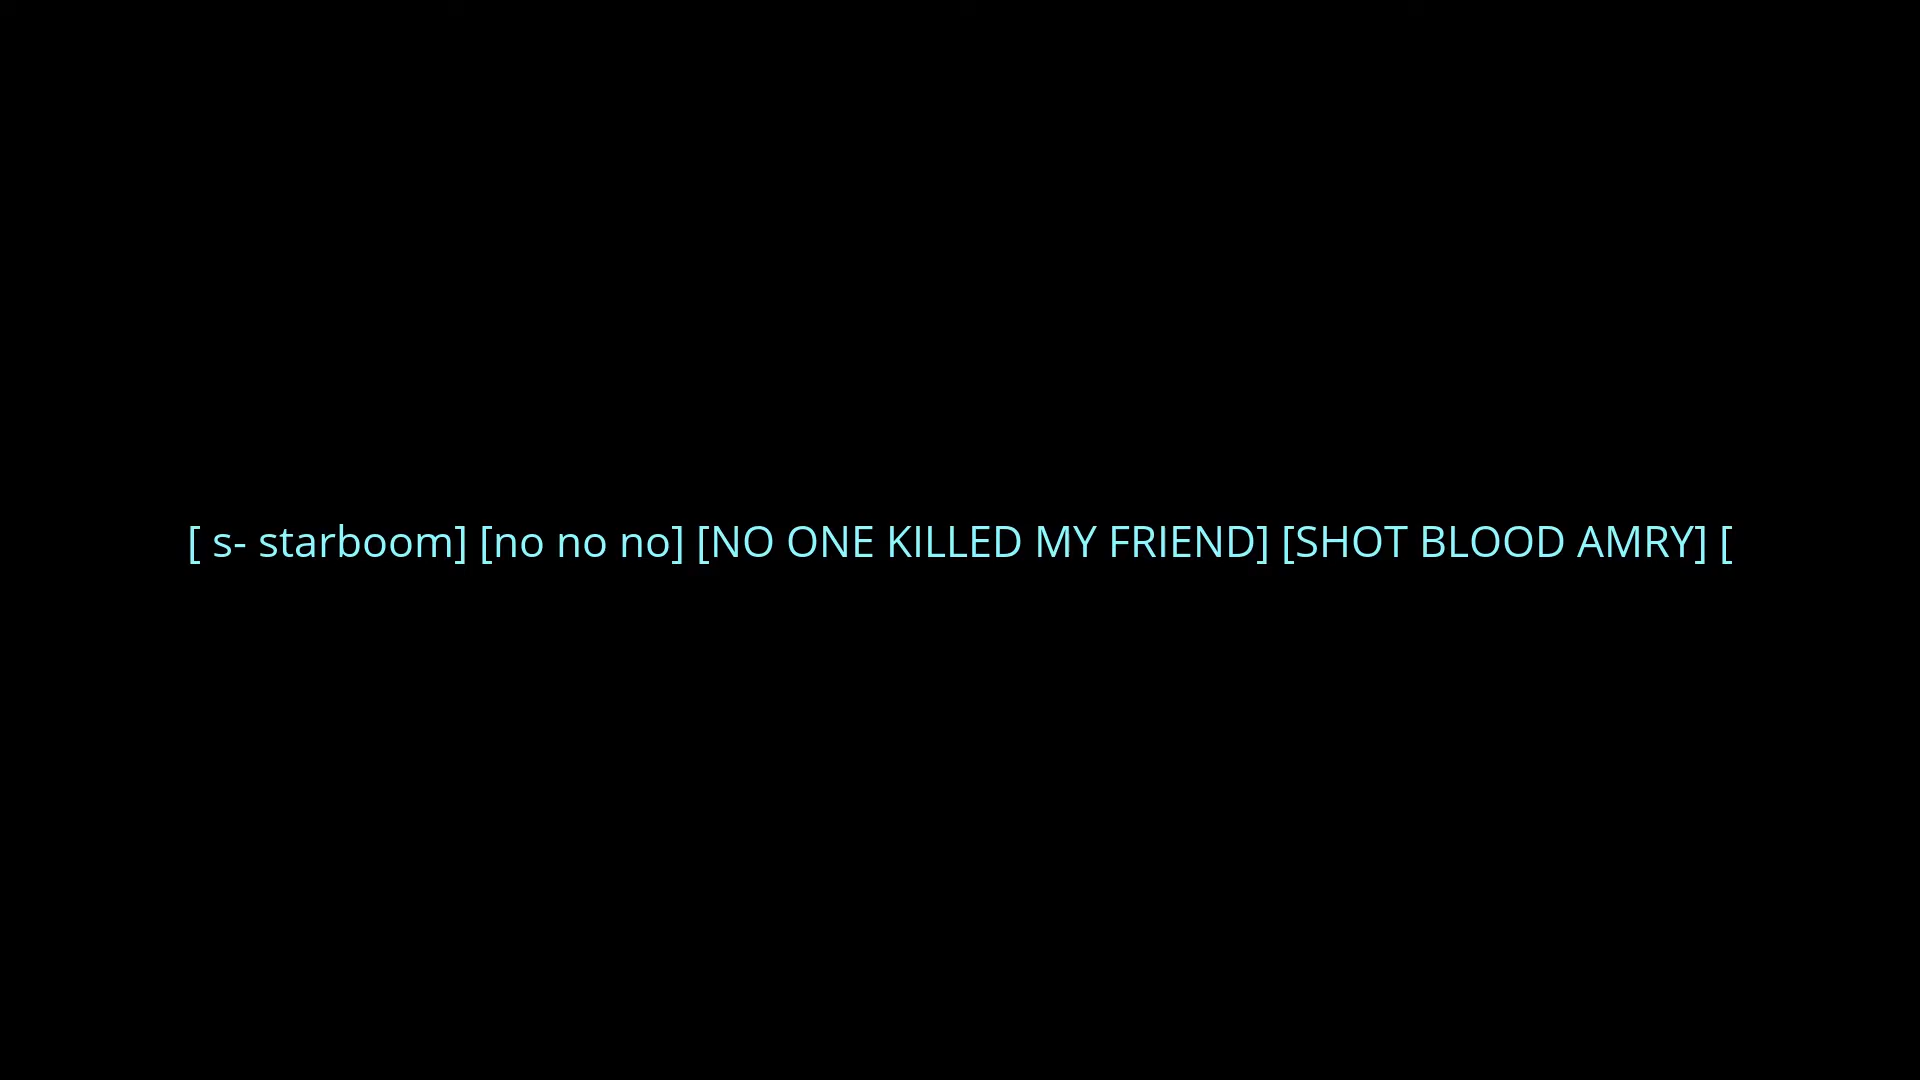 [ s- starboom] [no no no] [NO ONE KILLED MY FRIEND] [SHOT BLOOD AMRY] [